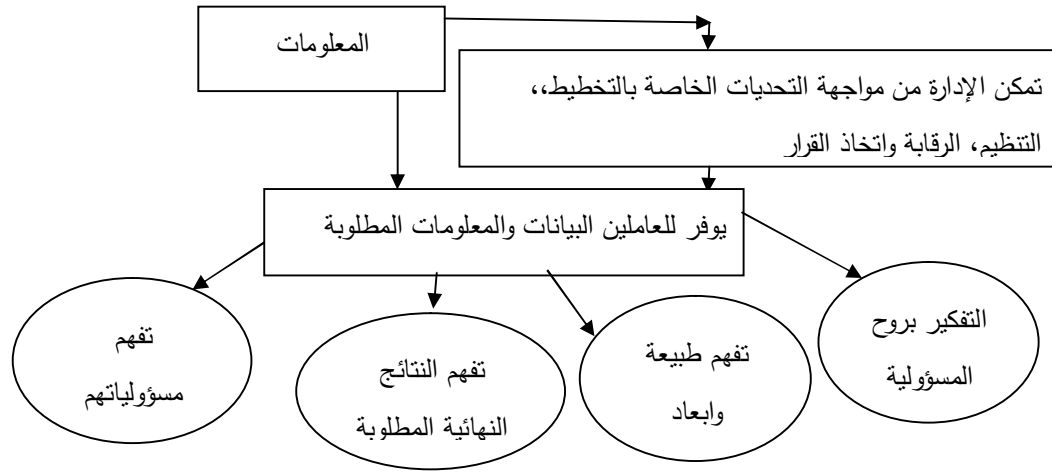 المعلومات
تمكن الإدارة من مواجهة التحديات الخاصة بالتخطيط،،
التنظيم، الرقابة واتخاذ القرار
يوفر للعاملين البيانات والمعلومات المطلوبة
التفكير بروح
المسؤولية
تفهم طبيعة
وابعاد
تفهم النتائج
النهائية المطلوبة
تفهم
مسؤولياتهم